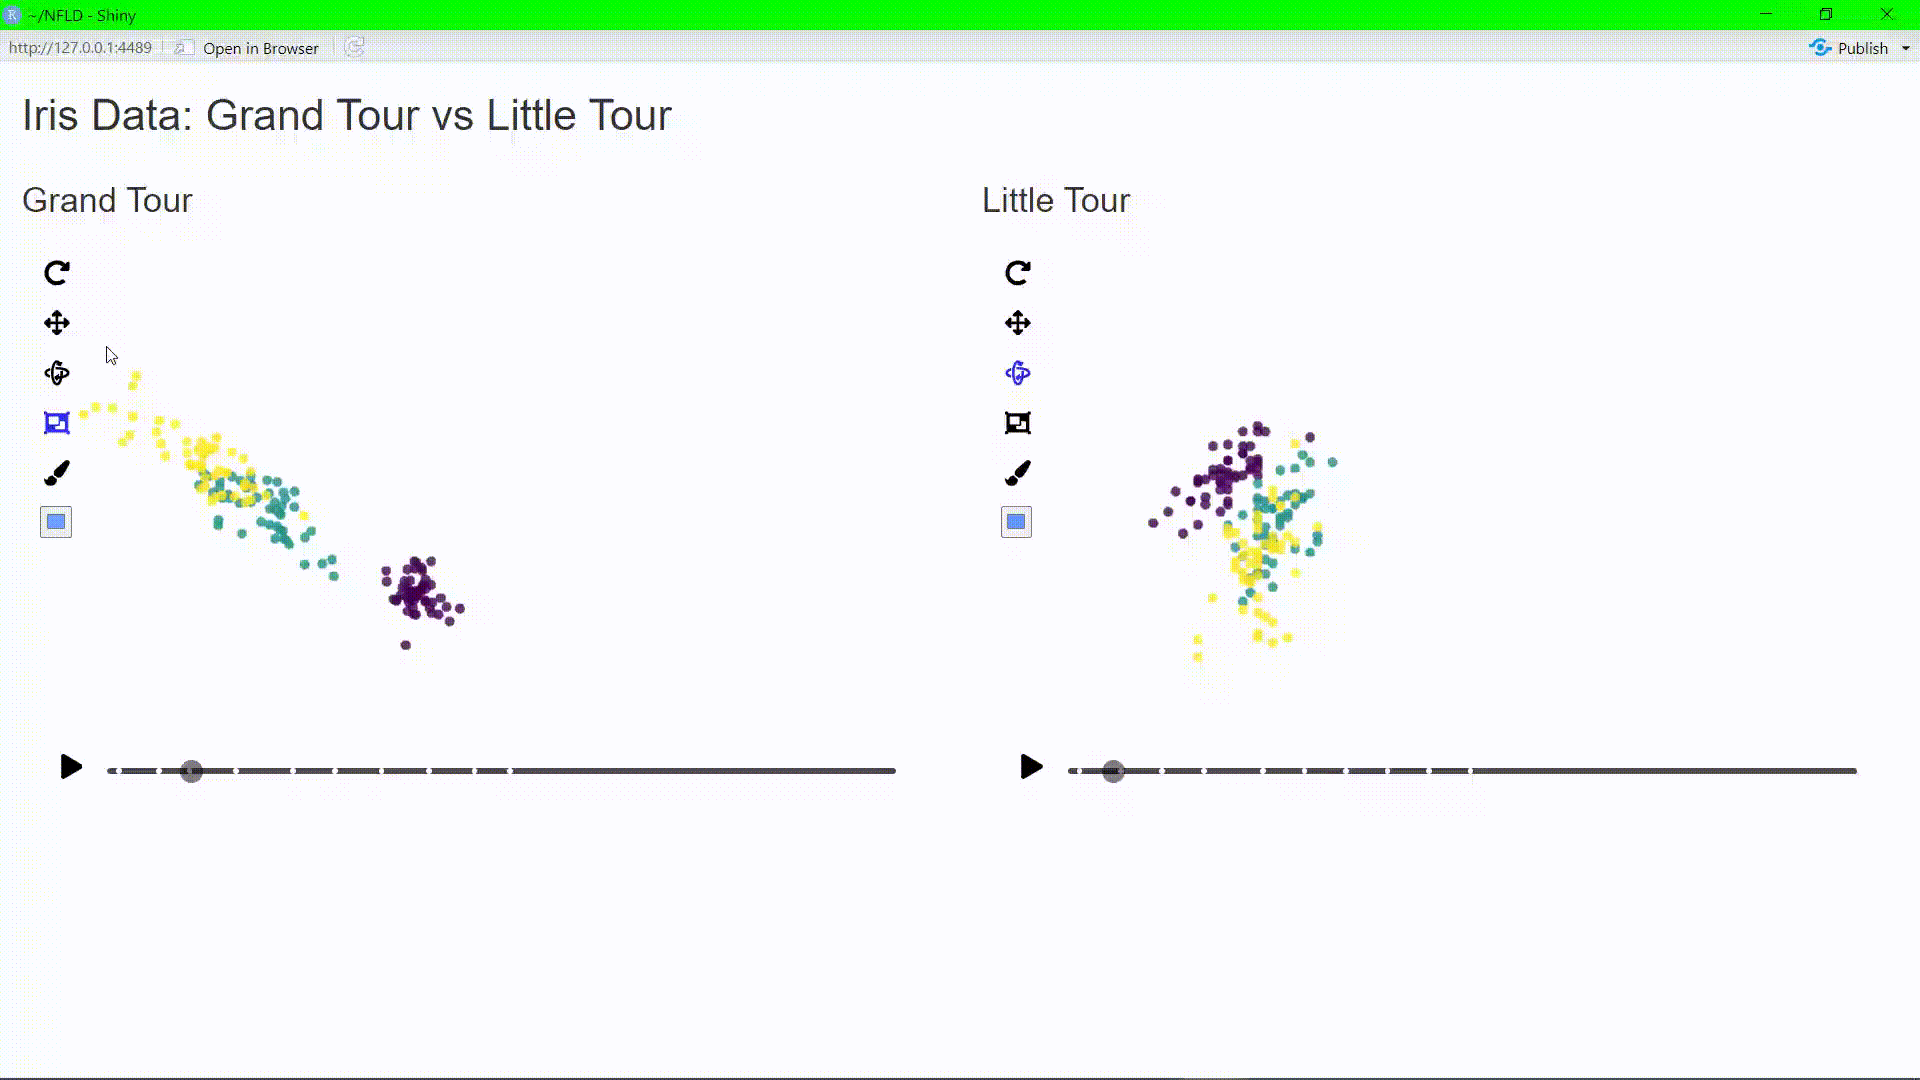 ~/NFLD - Shiny
http://127.0.0.1:4489 Open in Browser Publish
Iris Data: Grand Tour vs Little Tour
Grand Tour
Little Tour